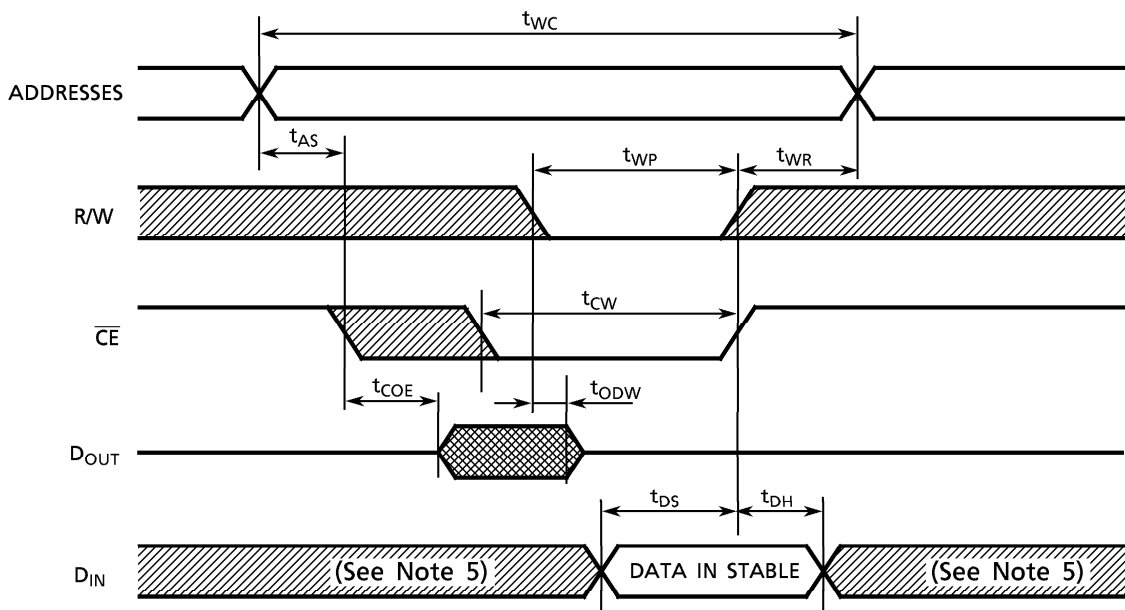 tWC
ADDRESSES
tAS
tWP
tWR
R/W
tCW
CE
tCOE
tODW
DOUT
tDS
tDH
DIN
(See Note 5)
DATA IN STABLE
(See Note 5)